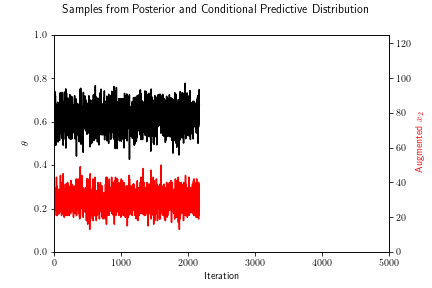 Samples from Posterior and Conditional Predictive Distribution
1.0
0.8
0.6
0.4
0.2
0.0
θ
120
100
80
60
40
20
0
Augmented x₂
0 1000 2000 3000 4000 5000
Iteration